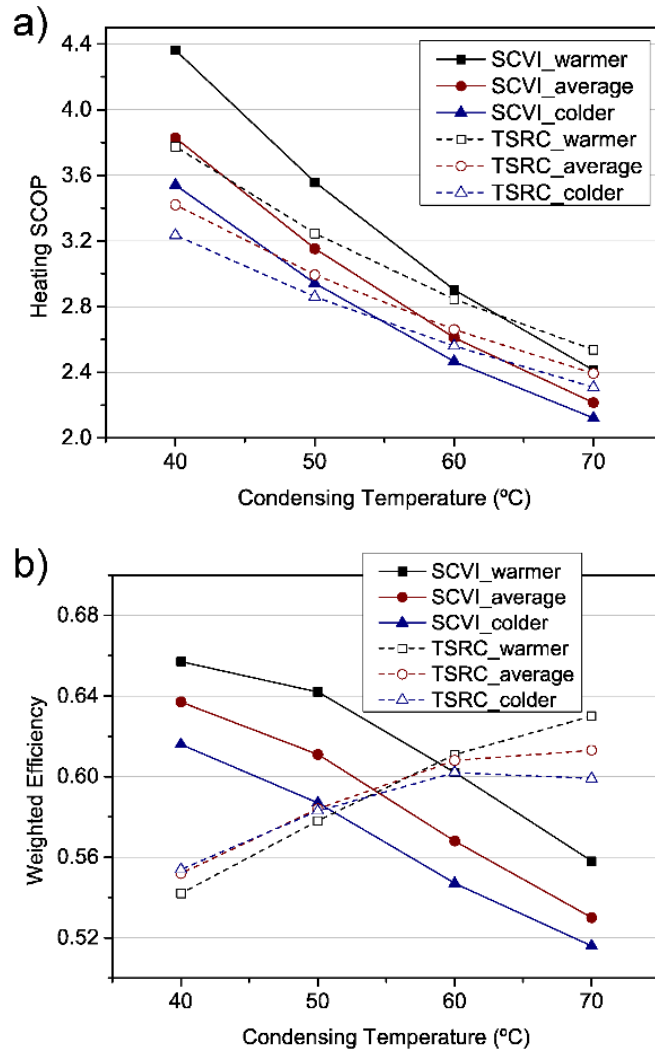 a)
SCVI_warmer
SCVI_average
SCVI_colder
TSRC_warmer
TSRC_average
TSRC_colder
4.4
4.0
3.6
3.2
2.8
2.4
2.0
Heating SCOP
40 50 60 70
Condensing Temperature (ºC)
b)
SCVI_warmer
SCVI_average
SCVI_colder
TSRC_warmer
TSRC_average
TSRC_colder
0.68
0.64
0.60
0.56
0.52
Weighted Efficiency
40 50 60 70
Condensing Temperature (ºC)